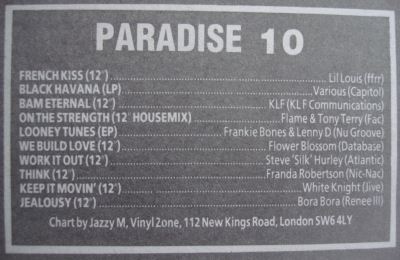 PARADISE 10
FRENCH KISS (12") Lil Louis (ffrr)
BLACK HAVANA (LP) Various (Capitol)
BAM ETERNAL (12") KLF (KLF Communications)
ON THE STRENGTH (12" HOUSEMIX) Flame & Tony Terry (Fac)
LOONEY TUNES (EP) Frankie Bones & Lenny D (Nu Groove)
WE BUILD LOVE (12") Flower Blossom (Database)
WORK IT OUT (12") Steve 'Silk' Hurley (Atlantic)
THINK (12") Franda Robertson (Nic-Nac)
KEEP IT MOVIN' (12") White Knight (Jive)
JEALOUSY (12") Bora Bora (Renee III)
Chart by Jazzy M, Vinyl Zone, 112 New Kings Road, London SW6 4LY